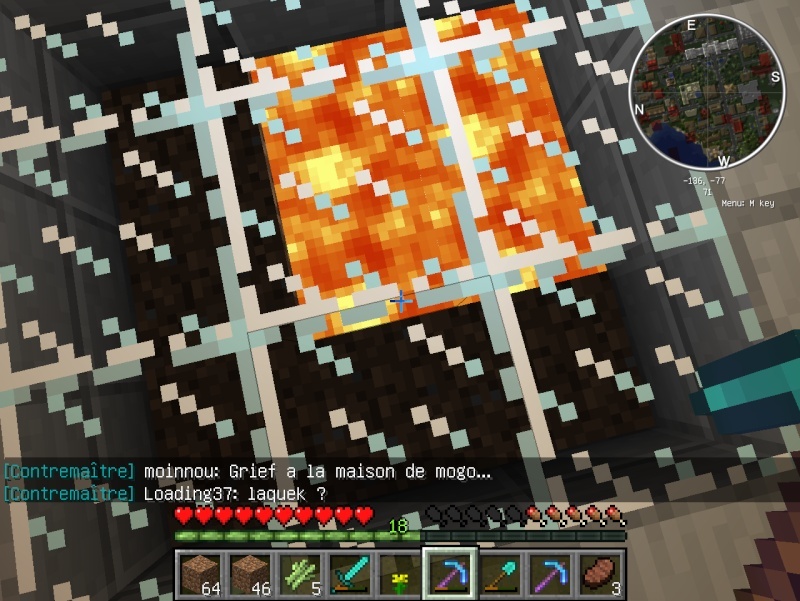 E
S
N
W
-136, -77
71
Menu: M key
[Contremaître] moinnou: Grief a la maison de mogo...
[Contremaître] Loading37: laquek ?
18
64 46 5 3